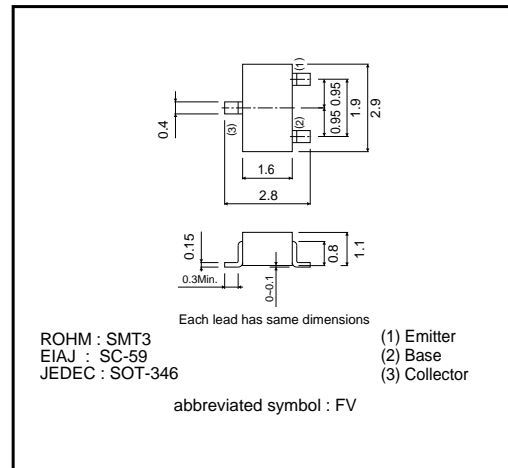 (1)
0.95 0.95
1.9
2.9
0.4
(3)
(2)
1.6
2.8
0.15
0.3Min.
0~0.1
0.8
1.1
Each lead has same dimensions
ROHM : SMT3
EIAJ : SC-59
JEDEC : SOT-346
(1) Emitter
(2) Base
(3) Collector
abbreviated symbol : FV